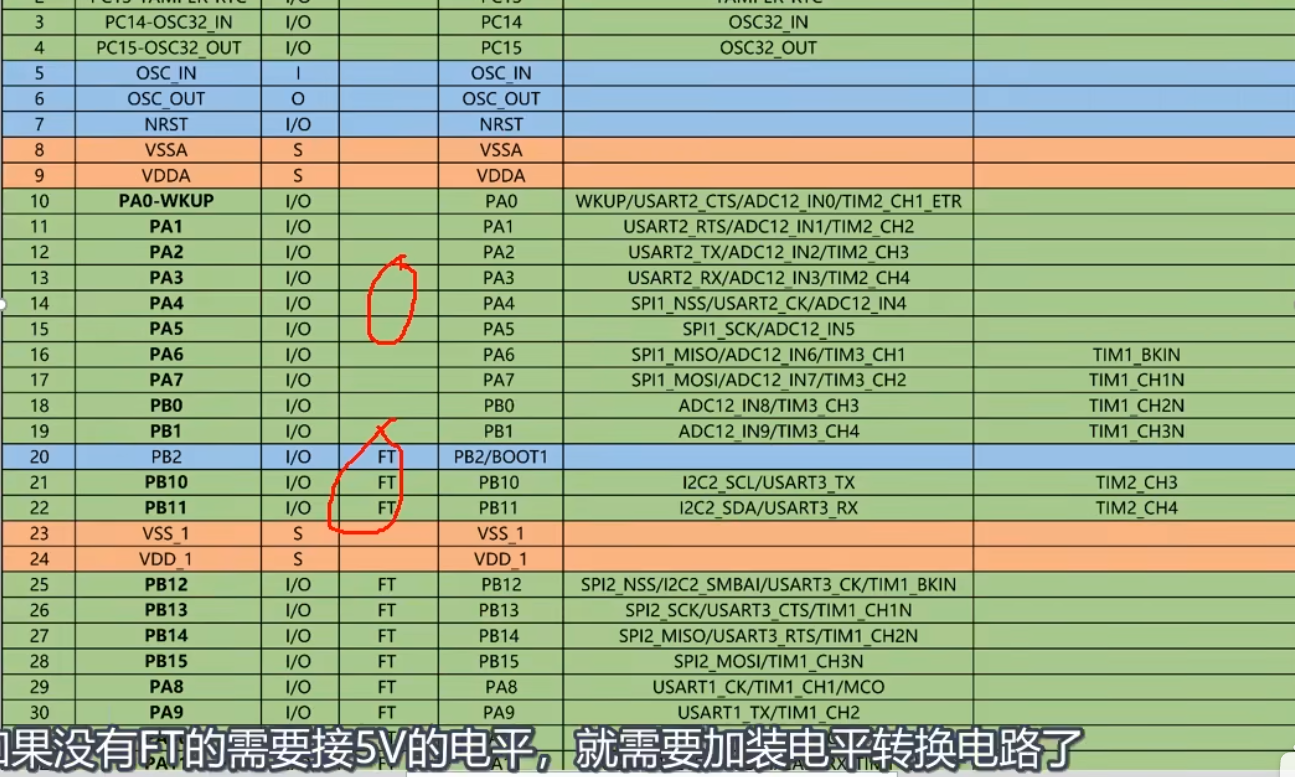 3 PC14-OSC32_IN I/O PC14 OSC32_IN
4 PC15-OSC32_OUT I/O PC15 OSC32_OUT
5 OSC_IN I OSC_IN
6 OSC_OUT O OSC_OUT
7 NRST I/O NRST
8 VSSA S VSSA
9 VDDA S VDDA
10 PA0-WKUP I/O PA0 WKUP/USART2_CTS/ADC12_IN0/TIM2_CH1_ETR
11 PA1 I/O PA1 USART2_RTS/ADC12_IN1/TIM2_CH2
12 PA2 I/O PA2 USART2_TX/ADC12_IN2/TIM2_CH3
13 PA3 I/O PA3 USART2_RX/ADC12_IN3/TIM2_CH4
14 PA4 I/O PA4 SPI1_NSS/USART2_CK/ADC12_IN4
15 PA5 I/O PA5 SPI1_SCK/ADC12_IN5
16 PA6 I/O PA6 SPI1_MISO/ADC12_IN6/TIM3_CH1 TIM1_BKIN
17 PA7 I/O PA7 SPI1_MOSI/ADC12_IN7/TIM3_CH2 TIM1_CH1N
18 PB0 I/O PB0 ADC12_IN8/TIM3_CH3 TIM1_CH2N
19 PB1 I/O PB1 ADC12_IN9/TIM3_CH4 TIM1_CH3N
20 PB2 I/O FT PB2/BOOT1
21 PB10 I/O FT PB10 I2C2_SCL/USART3_TX TIM2_CH3
22 PB11 I/O FT PB11 I2C2_SDA/USART3_RX TIM2_CH4
23 VSS_1 S VSS_1
24 VDD_1 S VDD_1
25 PB12 I/O FT PB12 SPI2_NSS/I2C2_SMBAI/USART3_CK/TIM1_BKIN
26 PB13 I/O FT PB13 SPI2_SCK/USART3_CTS/TIM1_CH1N
27 PB14 I/O FT PB14 SPI2_MISO/USART3_RTS/TIM1_CH2N
28 PB15 I/O FT PB15 SPI2_MOSI/TIM1_CH3N
29 PA8 I/O FT PA8 USART1_CK/TIM1_CH1/MCO
30 PA9 I/O FT PA9 USART1_TX/TIM1_CH2
如果没有FT的需要接5V的电平，就需要加装电平转换电路了